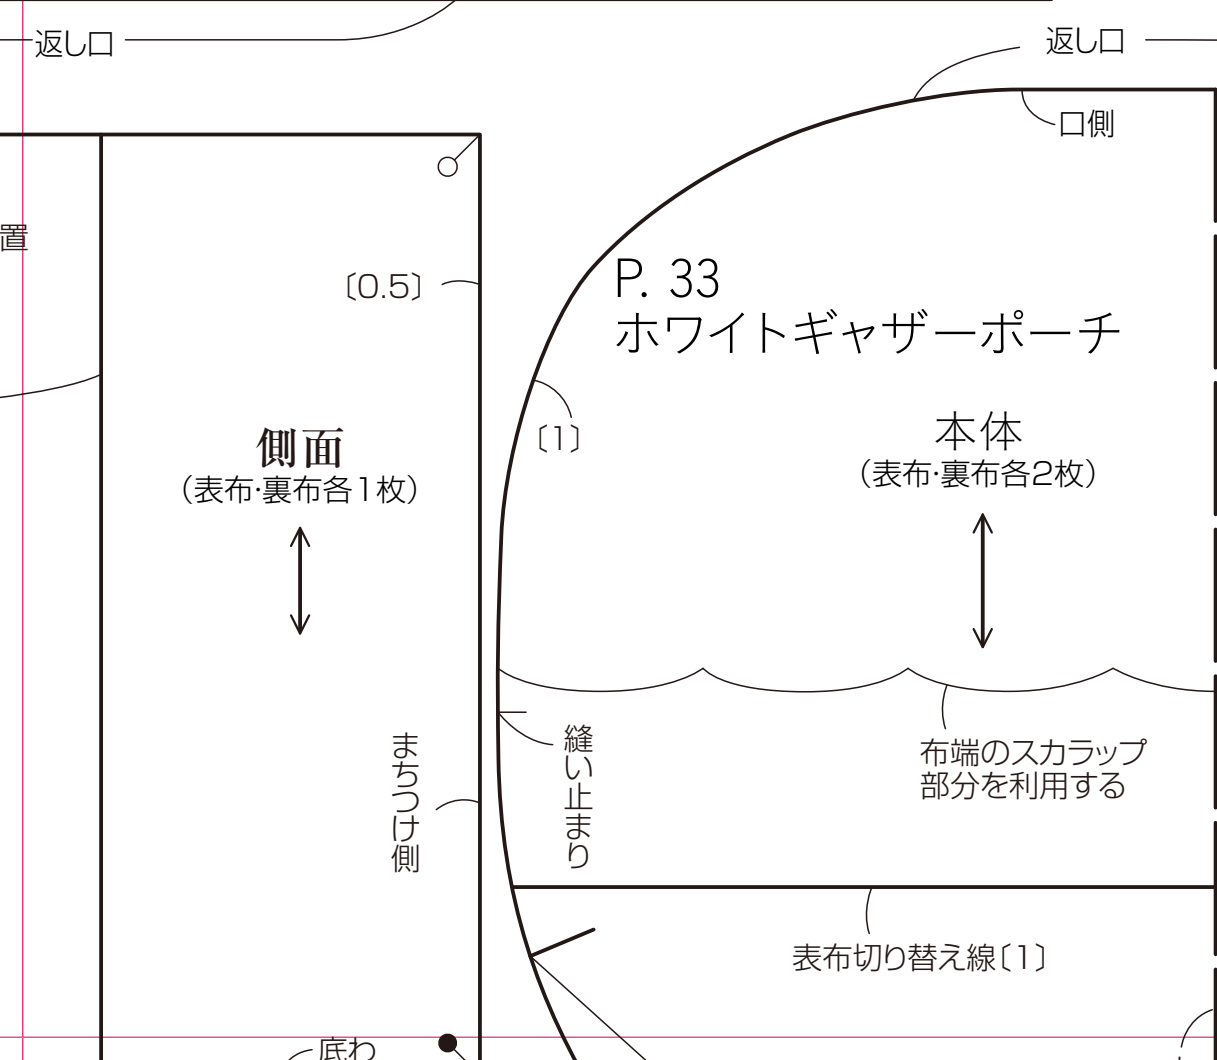 返し口
返し口
口側
置
〔0.5〕
P. 33
ホワイトギャザーポーチ
〔1〕
側面
(表布・裏布各1枚)
本体
(表布・裏布各2枚)
まちつけ側
縫い止まり
布端のスカラップ
部分を利用する
表布切り替え線〔1〕
底わ